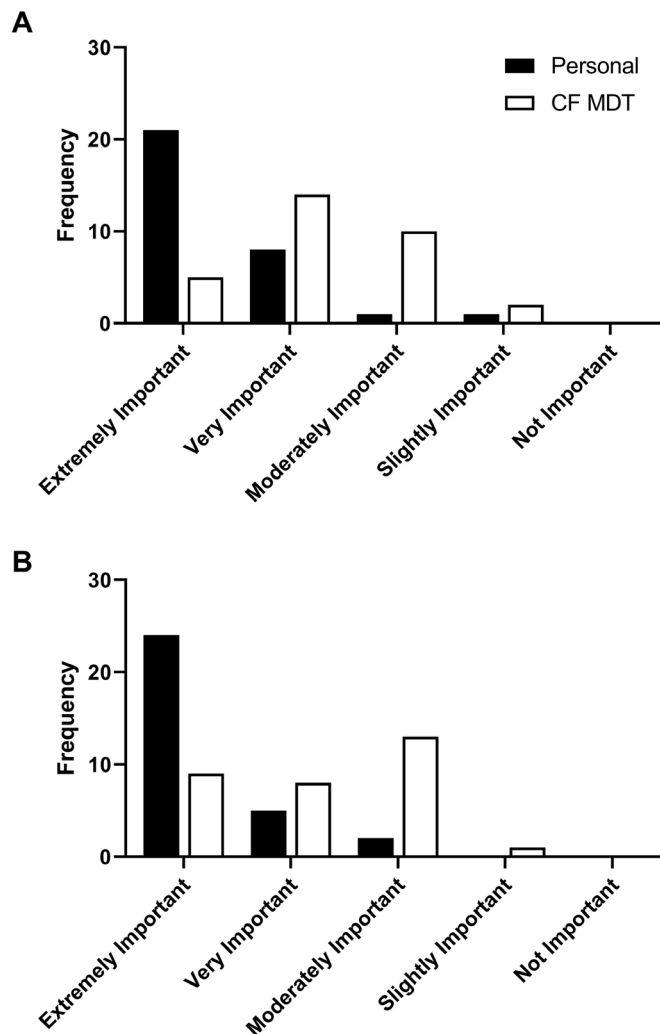 A
30
20
10
0
Frequency
Personal
CF MDT
Extremely Important
Very Important
Moderately Important
Slightly Important
Not Important
B
30
20
10
0
Frequency
Extremely Important
Very Important
Moderately Important
Slightly Important
Not Important